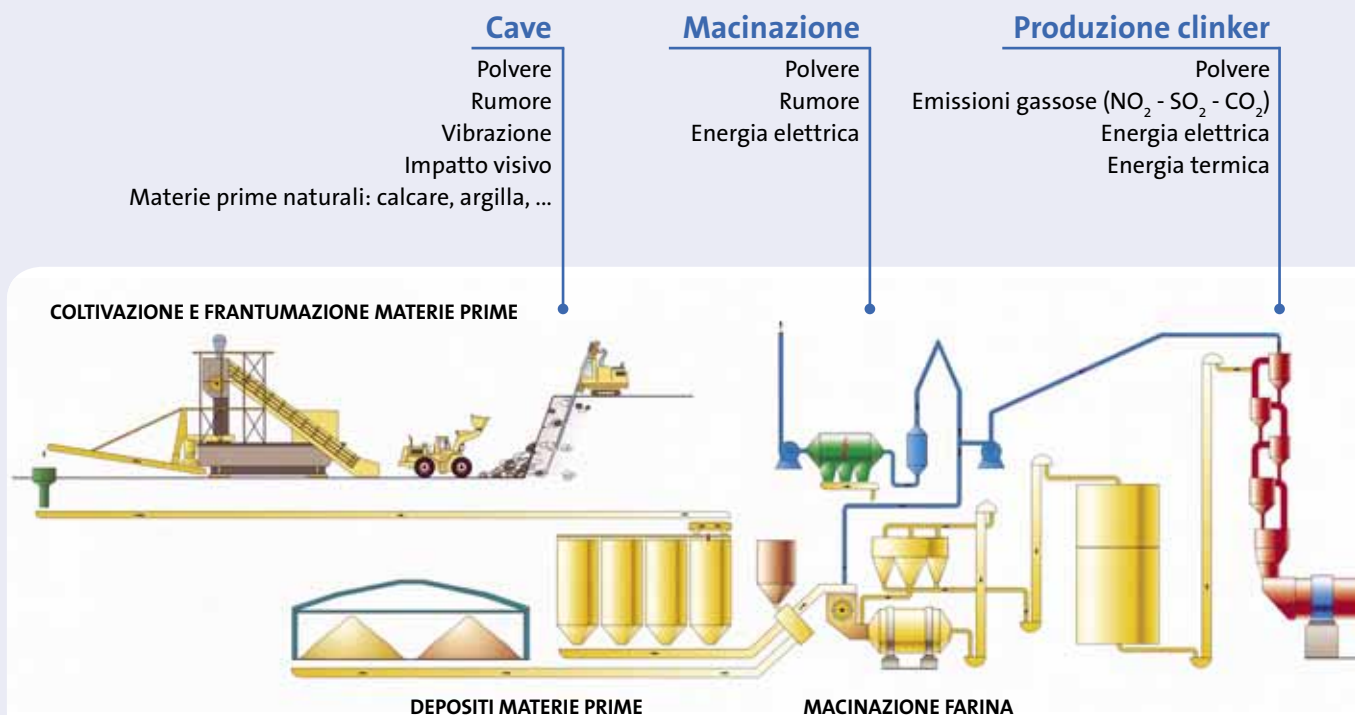 Cave
Polvere
Rumore
Vibrazione
Impatto visivo
Materie prime naturali: calcare, argilla, ...
Macinazione
Polvere
Rumore
Energia elettrica
Produzione clinker
Polvere
Emissioni gassose (NO₂ - SO₂ - CO₂)
Energia elettrica
Energia termica
COLTIVAZIONE E FRANTUMAZIONE MATERIE PRIME
DEPOSITI MATERIE PRIME
MACINAZIONE FARINA